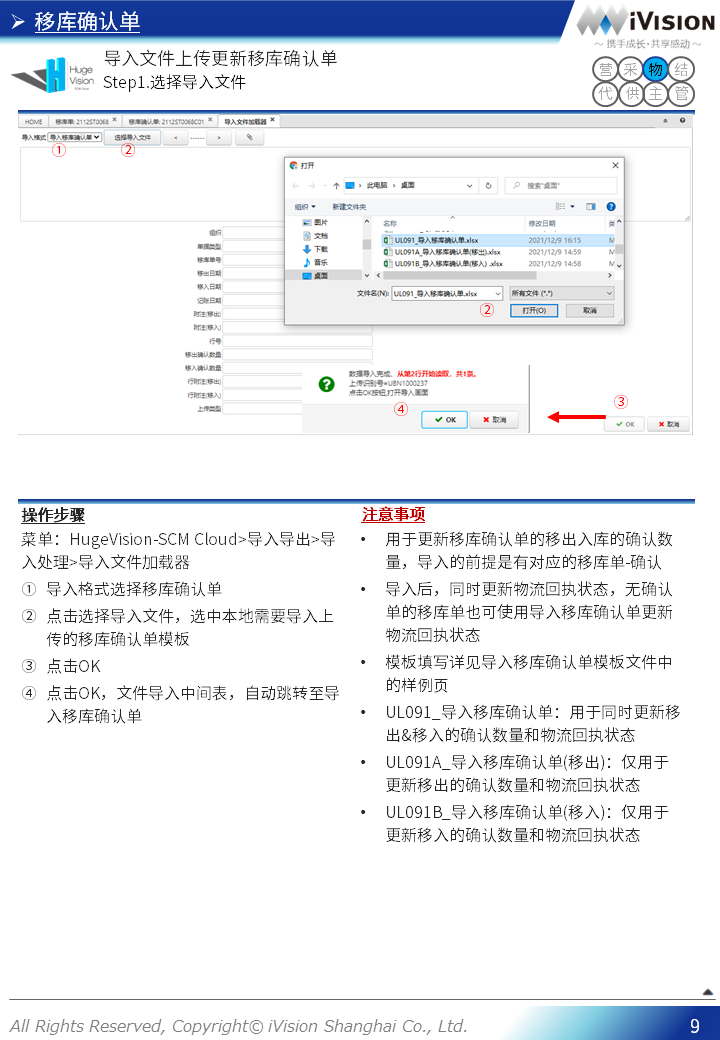 移库确认单
iVISION
～ 携手成长·共享感动 ～
Huge
Vision
导入文件上传更新移库确认单
Step1.选择导入文件
营 采 物 结
代 供 主 管
HOME 移库单: 2112ST0068 × 移库确认单: 2112ST0068C01 × 导入文件加载器 ×
导入格式 导入移库确认单 选择导入文件 < ------ >
① ②
打开
此电脑 > 桌面 搜索"桌面"
组织 新建文件夹
图片 名称 修改日期 类
文档 UL091_导入移库确认单.xlsx 2021/12/9 16:15 M
下载 UL091A_导入移库确认单(移出).xlsx 2021/12/9 14:59 M
音乐 UL091B_导入移库确认单(移入) .xlsx 2021/12/9 14:58 M
桌面
文件名(N): UL091_导入移库确认单.xlsx 所有文件 (*.*)
② 打开(O) 取消
组织
单据类型
移库单号
移出日期
移入日期
记账日期
附注(移出)
附注(移入)
行号
移出确认数量
移入确认数量
行附注(移出)
行附注(移入)
上传类型
数据导入完成。从第2行开始读取，共1条。
上传识别号=UBN1000237
点击OK按钮,打开导入画面
④ OK 取消
③
OK 取消
操作步骤
菜单：HugeVision-SCM Cloud>导入导出>导
入处理>导入文件加载器
① 导入格式选择移库确认单
② 点击选择导入文件，选中本地需要导入上
传的移库确认单模板
③ 点击OK
④ 点击OK，文件导入中间表，自动跳转至导
入移库确认单
注意事项
• 用于更新移库确认单的移出入库的确认数
量，导入的前提是有对应的移库单-确认
• 导入后，同时更新物流回执状态，无确认
单的移库单也可使用导入移库确认单更新
物流回执状态
• 模板填写详见导入移库确认单模板文件中
的样例页
• UL091_导入移库确认单：用于同时更新移
出&移入的确认数量和物流回执状态
• UL091A_导入移库确认单(移出)：仅用于
更新移出的确认数量和物流回执状态
• UL091B_导入移库确认单(移入)：仅用于
更新移入的确认数量和物流回执状态
All Rights Reserved, Copyright© iVision Shanghai Co., Ltd.
9